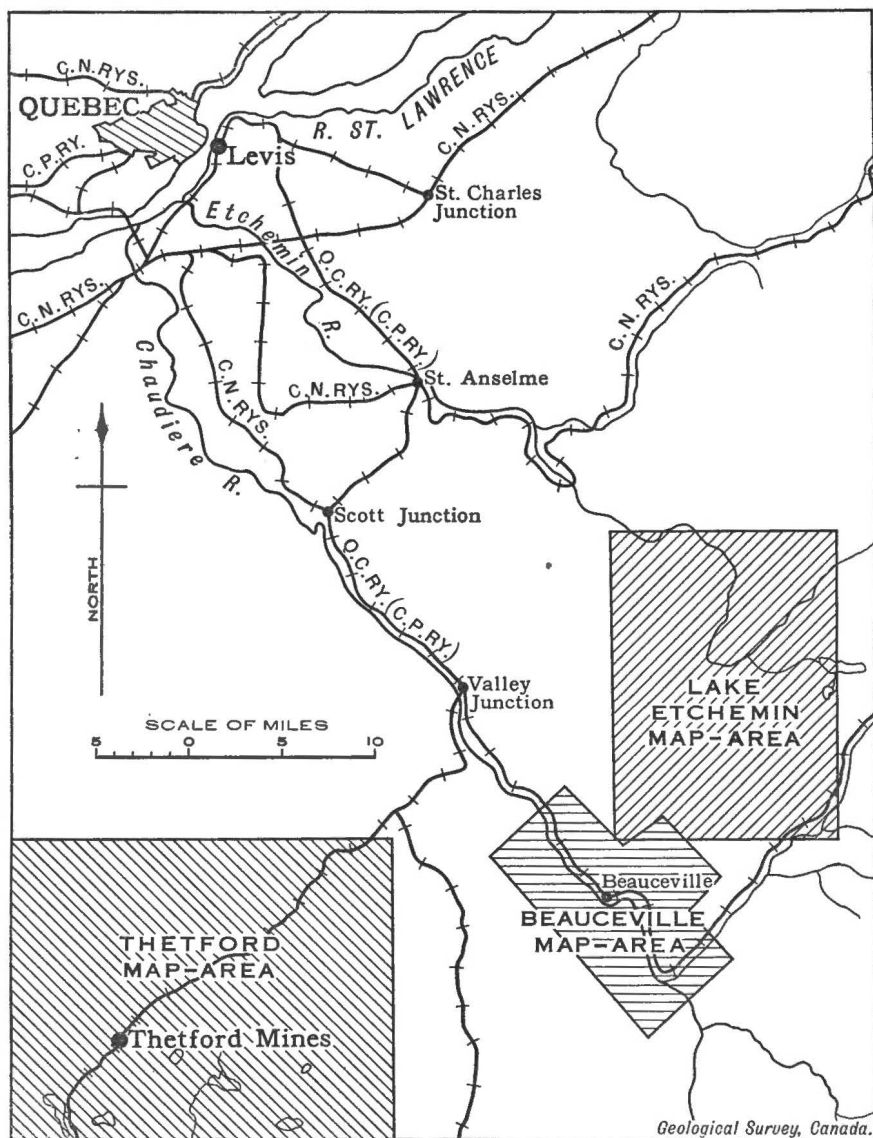 C.N.RYS.
QUEBEC
C.P.RY.
Levis
R. ST. LAWRENCE
C.N.RYS.
St. Charles
Junction
Etchemin R.
Q.C.RY.(C.P.RY.)
C.N.RYS.
C.N.RYS.
Chaudiere R.
C.N.RYS.
C.N.RYS.
St. Anselme
Scott Junction
NORTH
Q.C.RY.(C.P.RY.)
Valley
Junction
SCALE OF MILES
5 0 5 10
LAKE
ETCHEMIN
MAP-AREA
Beauceville
BEAUCEVILLE
MAP-AREA
THETFORD
MAP-AREA
Thetford Mines
Geological Survey, Canada.